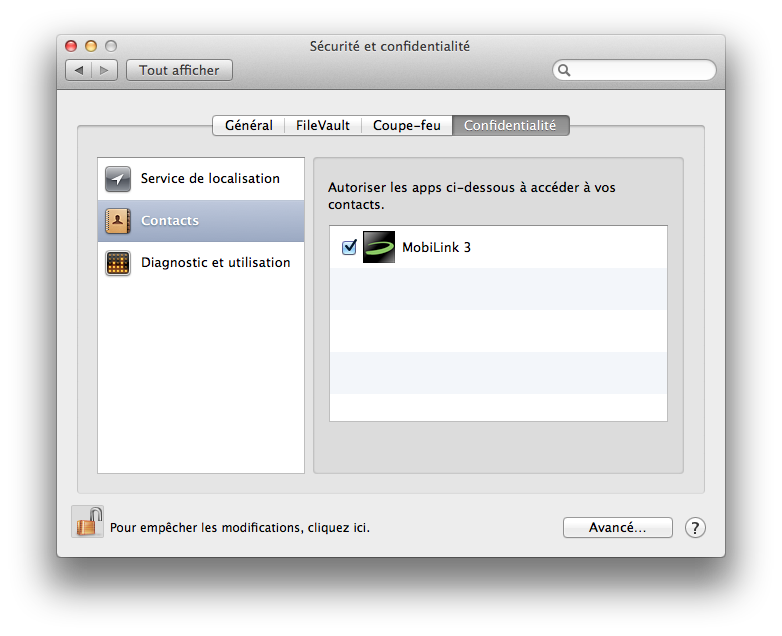 Sécurité et confidentialité
Tout afficher
Général FileVault Coupe-feu Confidentialité
Service de localisation
Contacts
Diagnostic et utilisation
Autoriser les apps ci-dessous à accéder à vos
contacts.
MobiLink 3
Pour empêcher les modifications, cliquez ici.
Avancé... ?